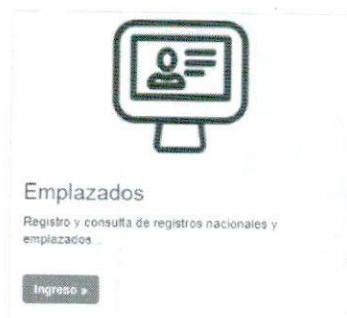 Emplazados
Registro y consulta de registros nacionales y
emplazados...
Ingreso »